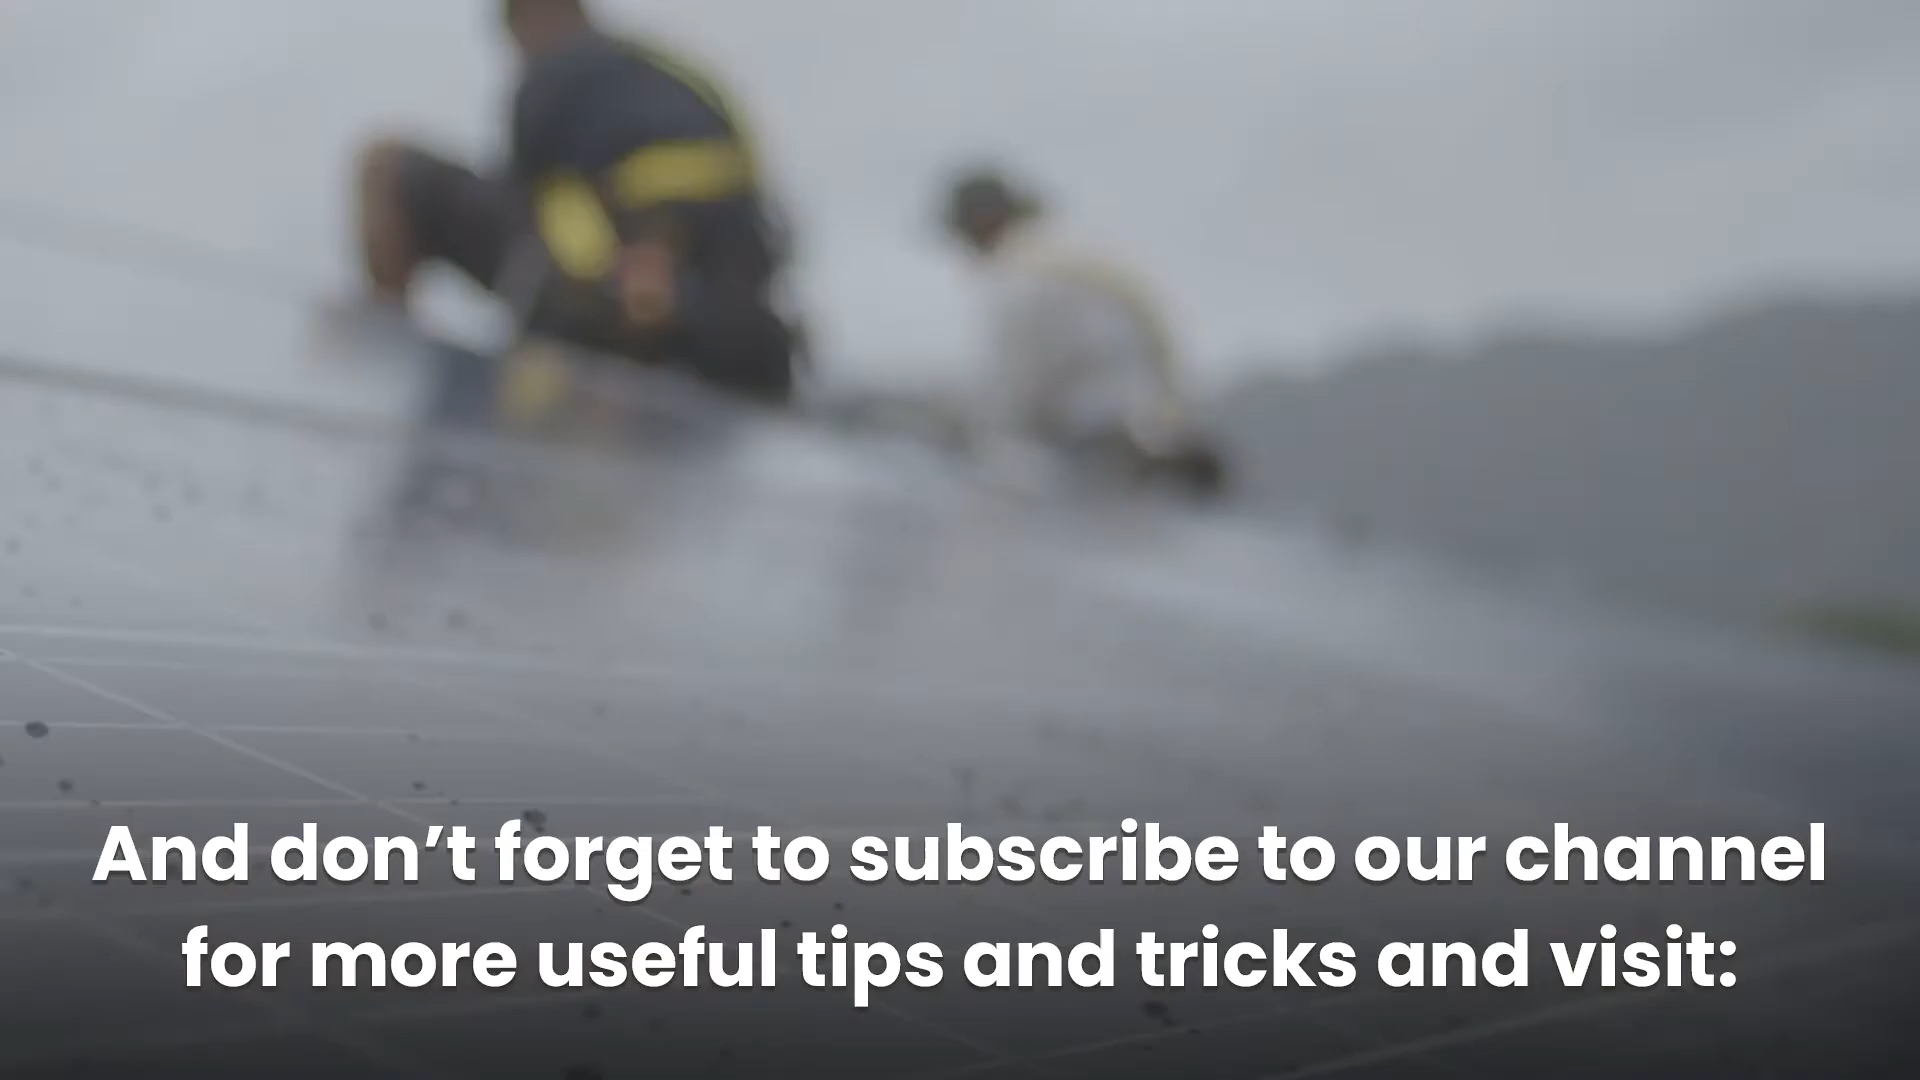 And don’t forget to subscribe to our channel
for more useful tips and tricks and visit: